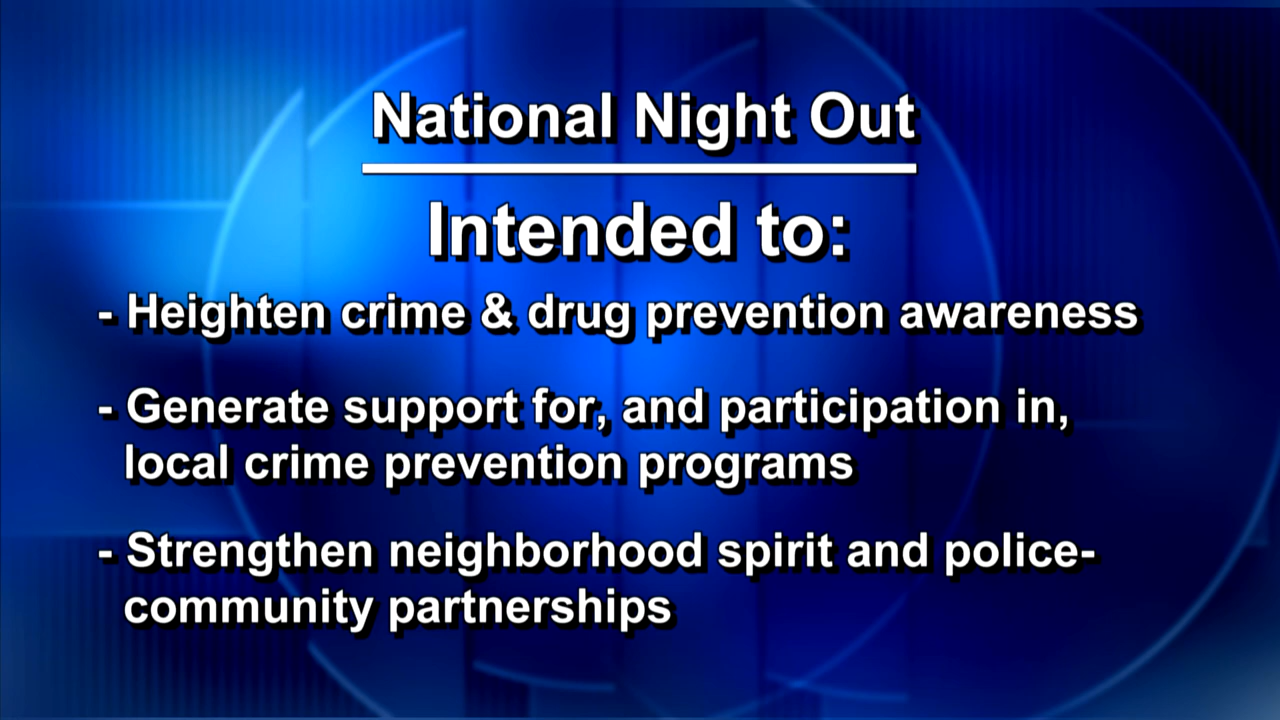 National Night Out
Intended to:
- Heighten crime & drug prevention awareness
- Generate support for, and participation in,
local crime prevention programs
- Strengthen neighborhood spirit and police-
community partnerships